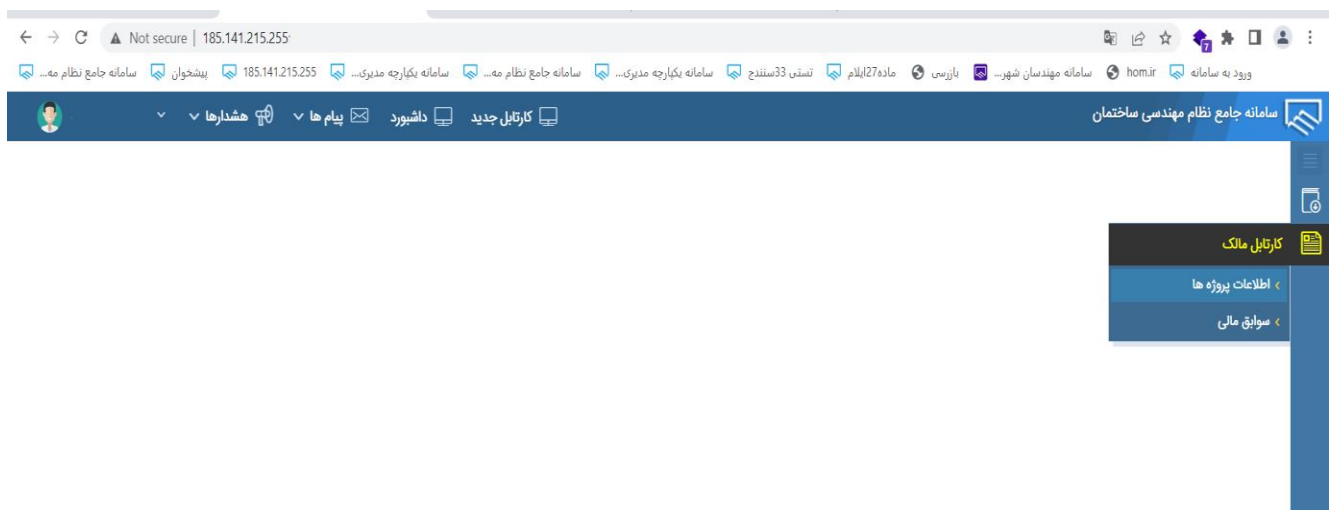 Not secure | 185.141.215.255
ورود به سامانه hom.ir سامانه مهندسان شهر... بازرسی ماده27ایلام تستی 33سنندج سامانه یکپارچه مدیری... سامانه جامع نظام مه... سامانه یکپارچه مدیری... 185.141.215.255 پیشخوان سامانه جامع نظام مه...
سامانه جامع نظام مهندسی ساختمان
کارتابل جدید داشبورد پیام ها هشدارها
کارتابل مالک
اطلاعات پروژه ها
سوابق مالی
7